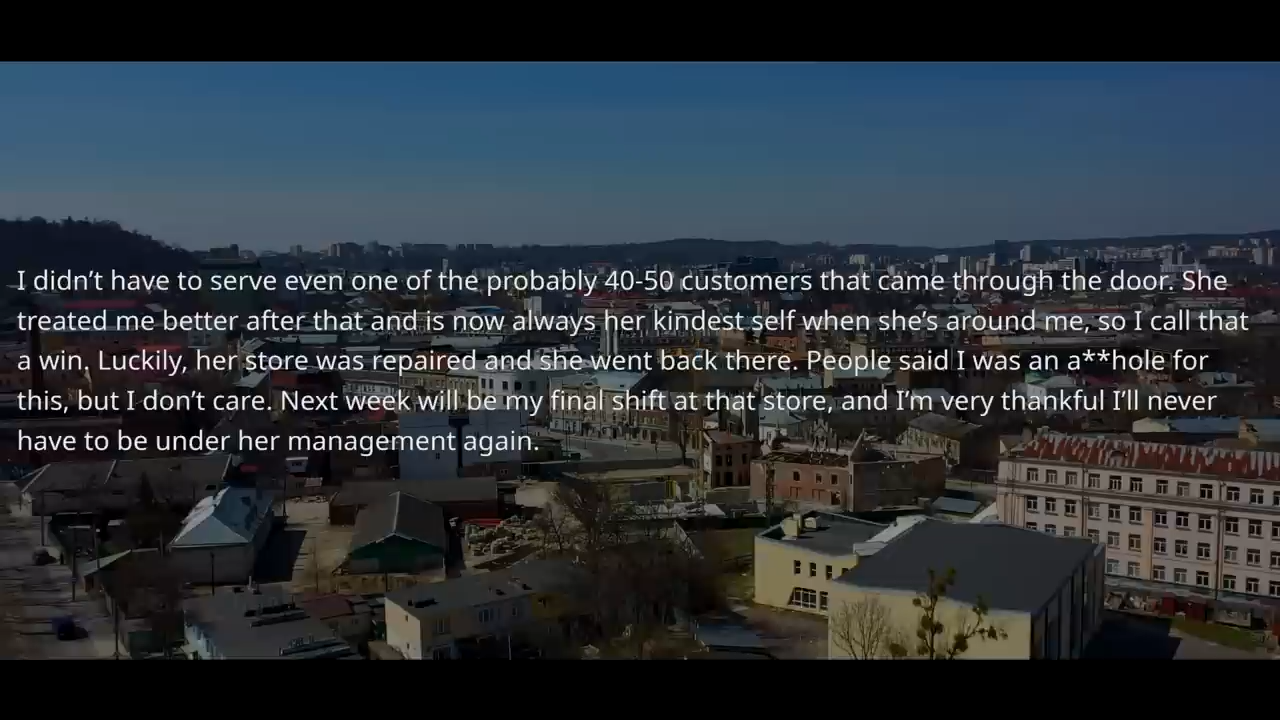 I didn’t have to serve even one of the probably 40-50 customers that came through the door. She
treated me better after that and is now always her kindest self when she’s around me, so I call that
a win. Luckily, her store was repaired and she went back there. People said I was an a**hole for
this, but I don’t care. Next week will be my final shift at that store, and I’m very thankful I’ll never
have to be under her management again.